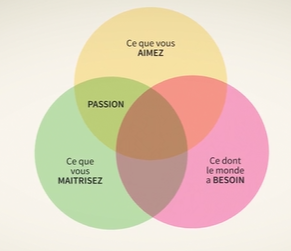 Ce que vous
AIMEZ
PASSION
Ce que
vous
MAITRISEZ
Ce dont
le monde
a BESOIN